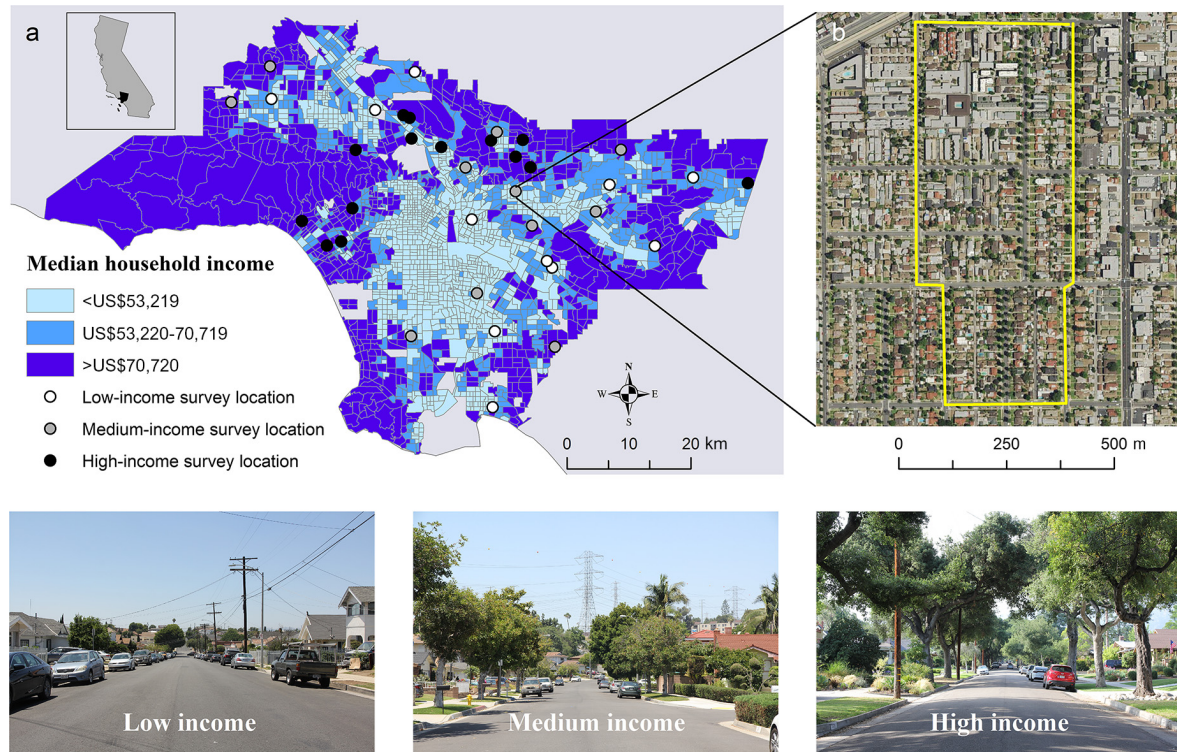 a
b
Median household income
<US$53,219
US$53,220-70,719
>US$70,720
Low-income survey location
Medium-income survey location
High-income survey location
N
W E
S
0 10 20 km
0 250 500 m
Low income
Medium income
High income